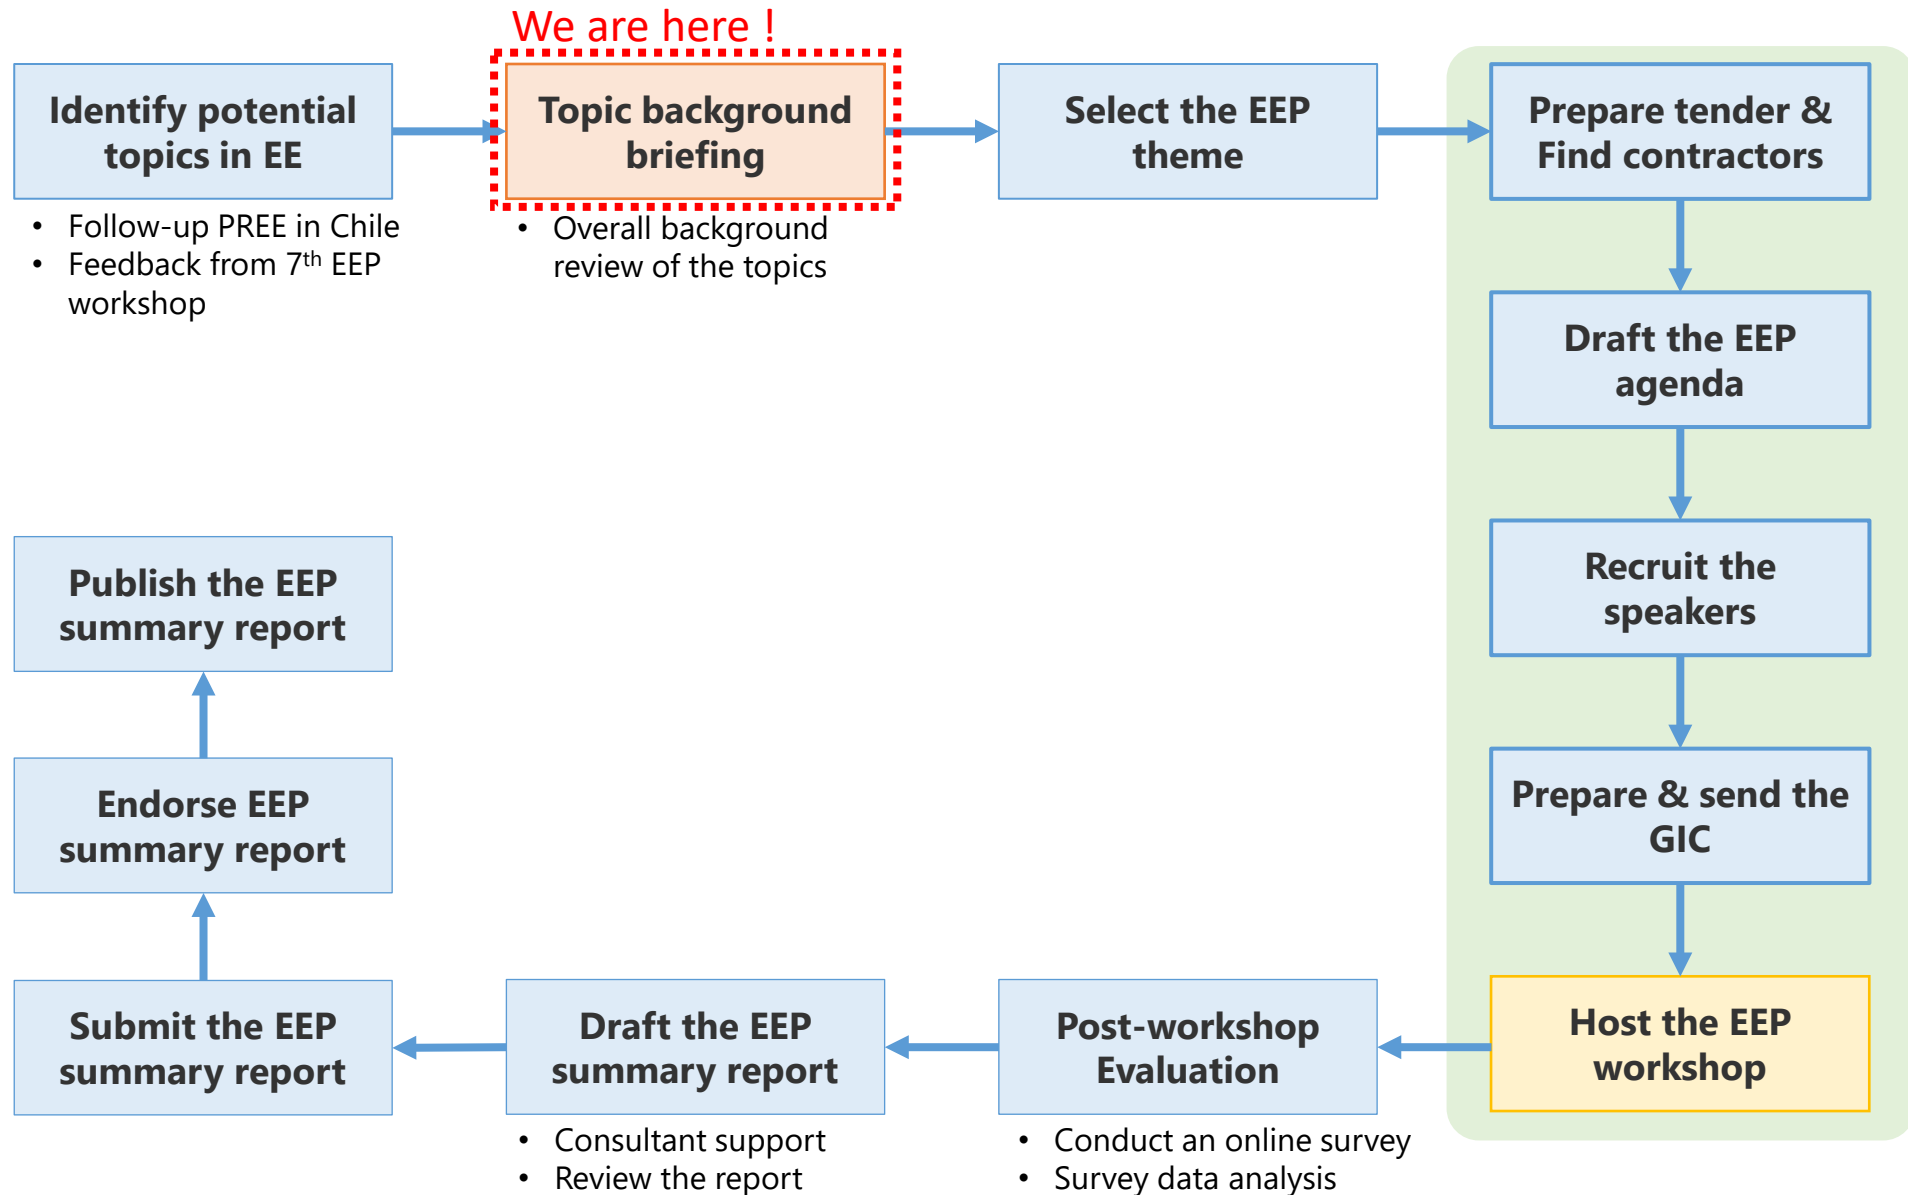 We are here !
Identify potential
topics in EE
• Follow-up PREE in Chile
• Feedback from 7th EEP
workshop
Topic background
briefing
• Overall background
review of the topics
Select the EEP
theme
Prepare tender &
Find contractors
Draft the EEP
agenda
Recruit the
speakers
Prepare & send the
GIC
Host the EEP
workshop
Post-workshop
Evaluation
• Conduct an online survey
• Survey data analysis
Draft the EEP
summary report
• Consultant support
• Review the report
Submit the EEP
summary report
Endorse EEP
summary report
Publish the EEP
summary report